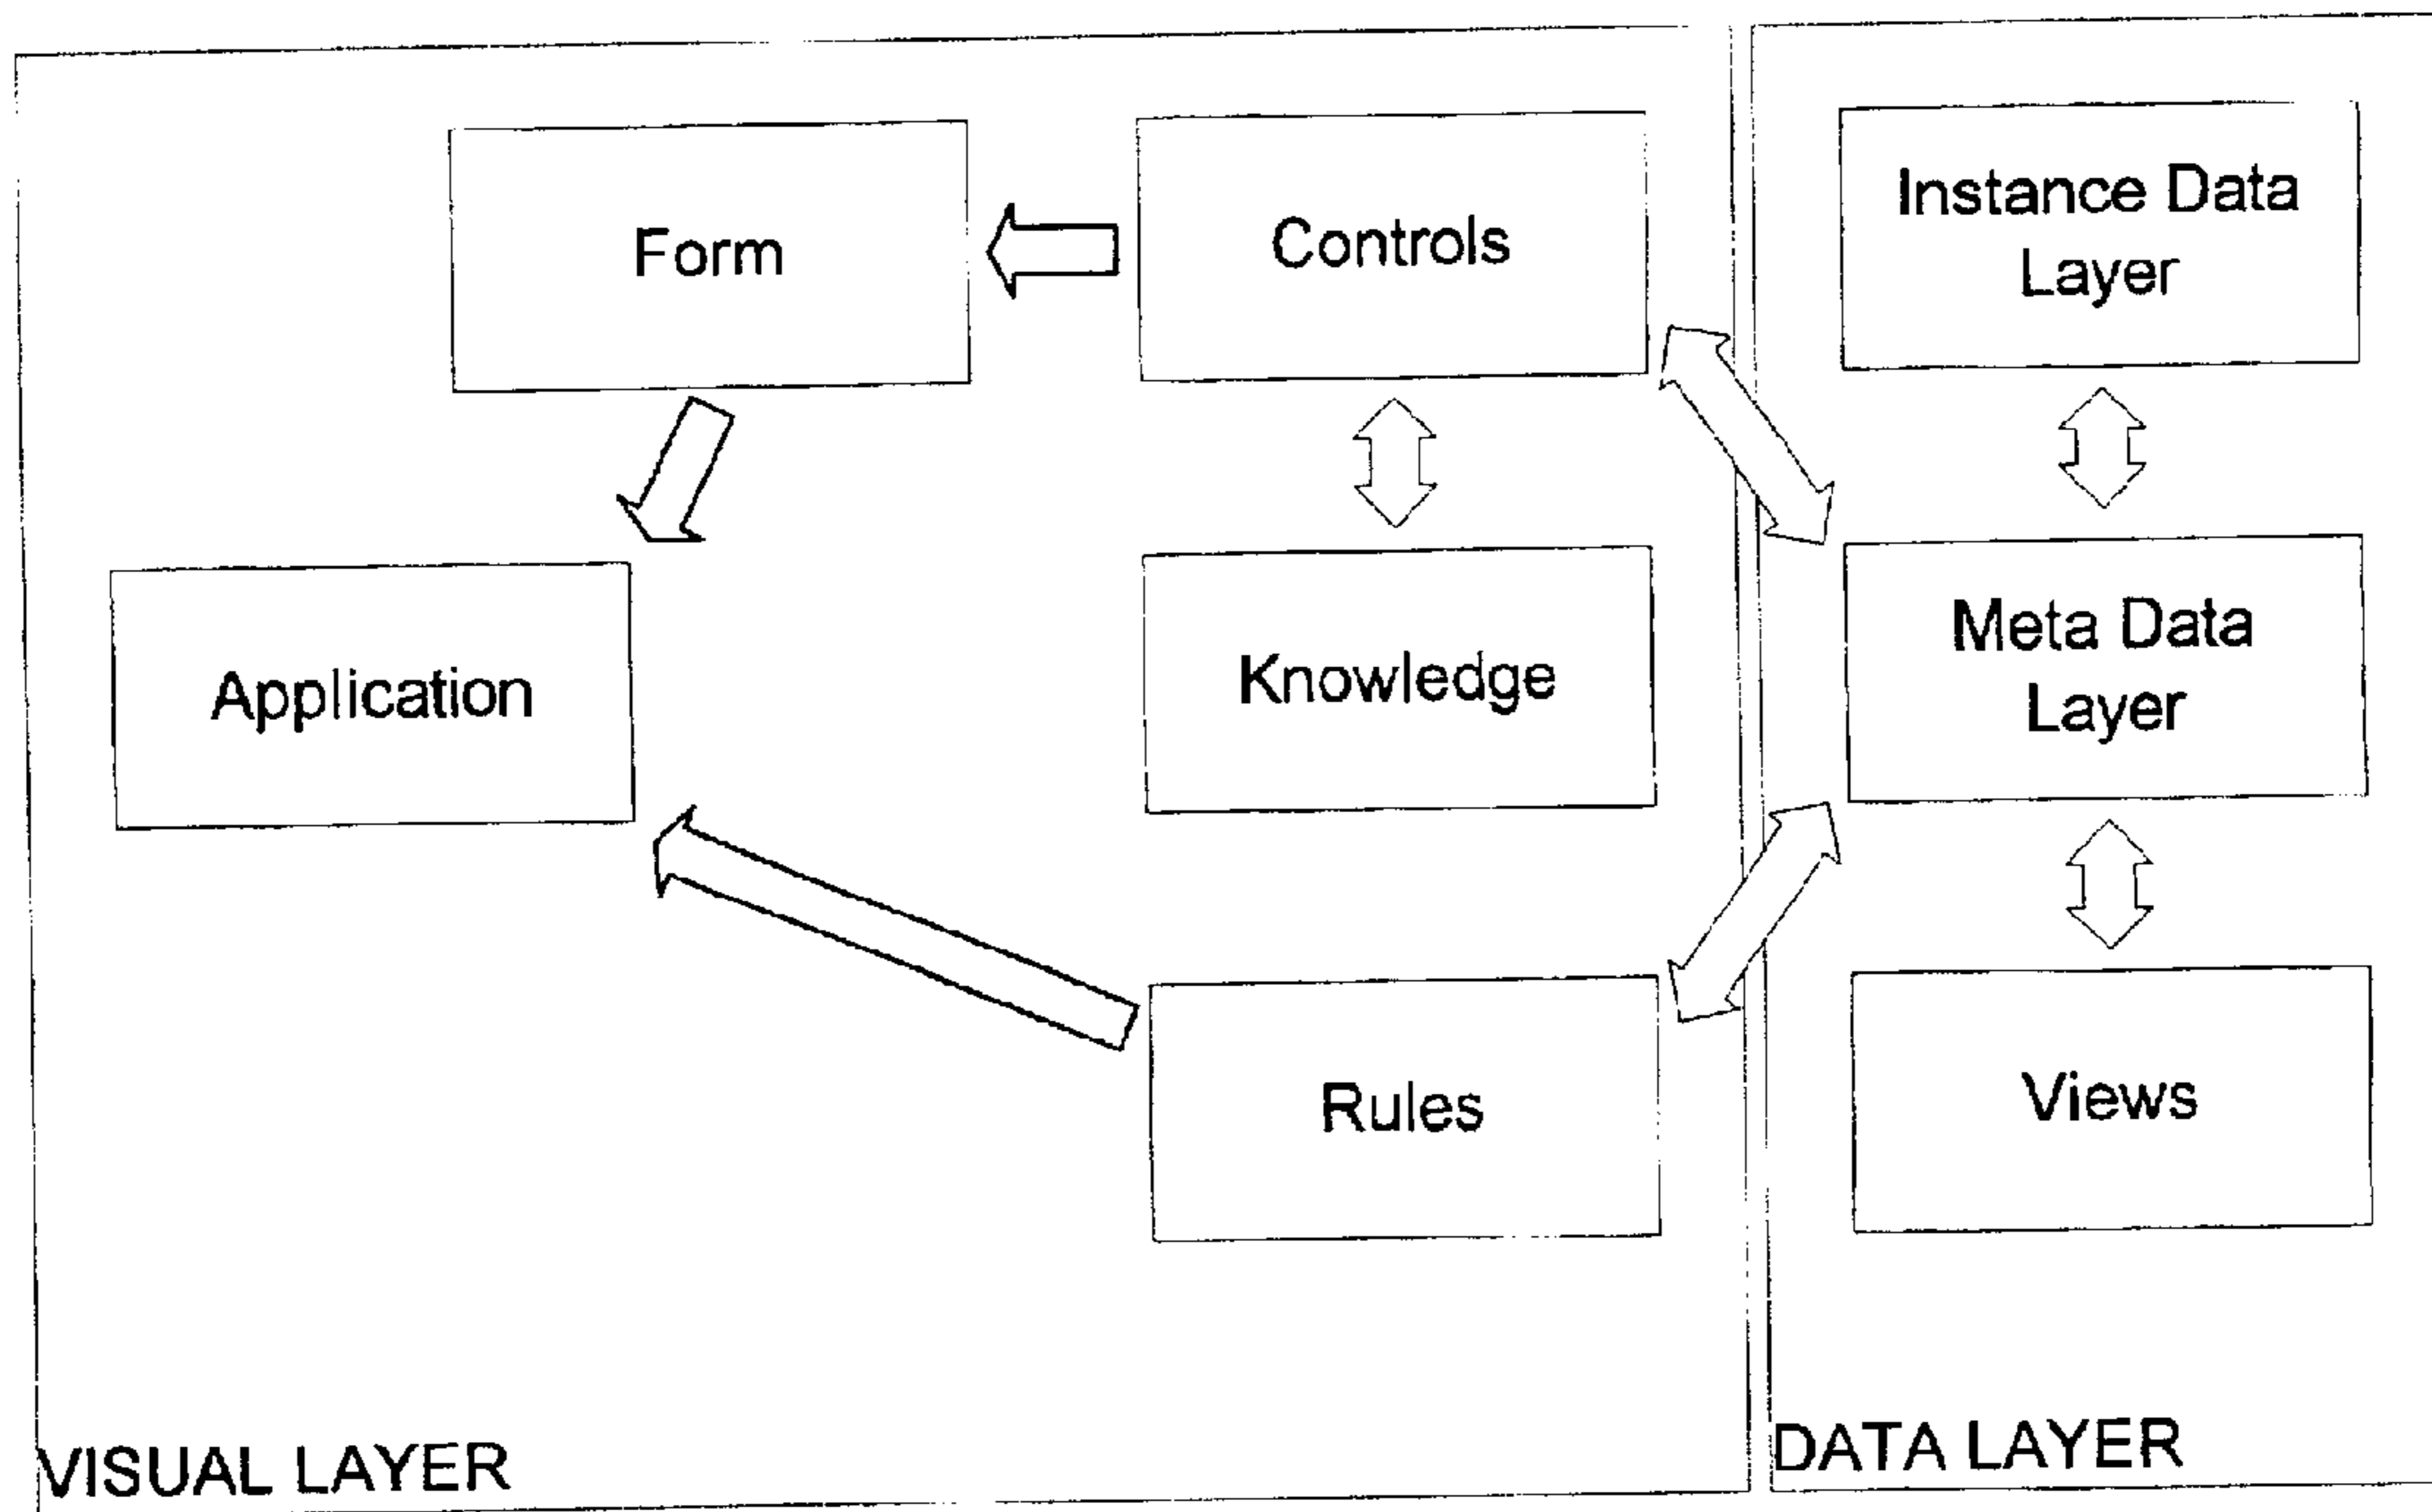 Form
Controls
Instance Data
Layer
Application
Knowledge
Meta Data
Layer
Rules
Views
VISUAL LAYER
DATA LAYER